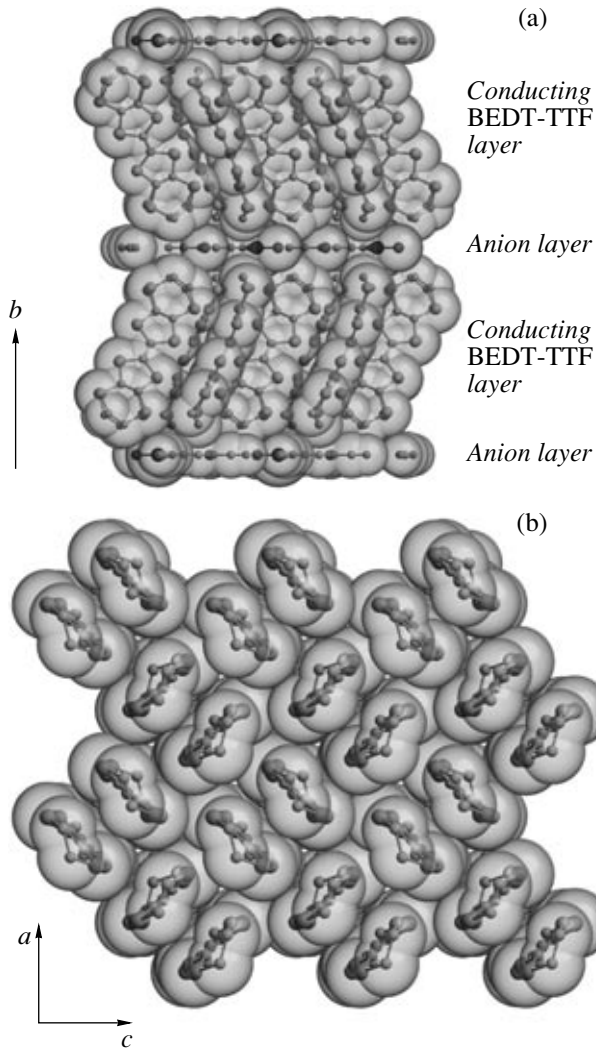 (a)
Conducting
BEDT-TTF
layer
Anion layer
b
Conducting
BEDT-TTF
layer
Anion layer
(b)
a
c